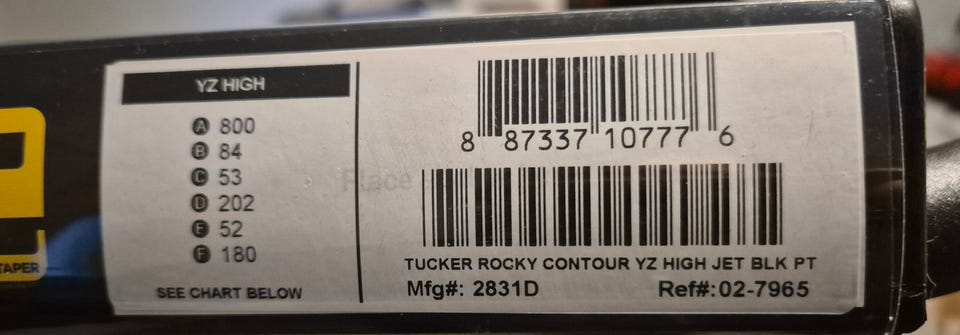 TAPER
YZ HIGH
A 800
B 84
C 53
D 202
E 52
F 180
SEE CHART BELOW
8 87337 10777 6
Place
TUCKER ROCKY CONTOUR YZ HIGH JET BLK PT
Mfg#: 2831D Ref#:02-7965